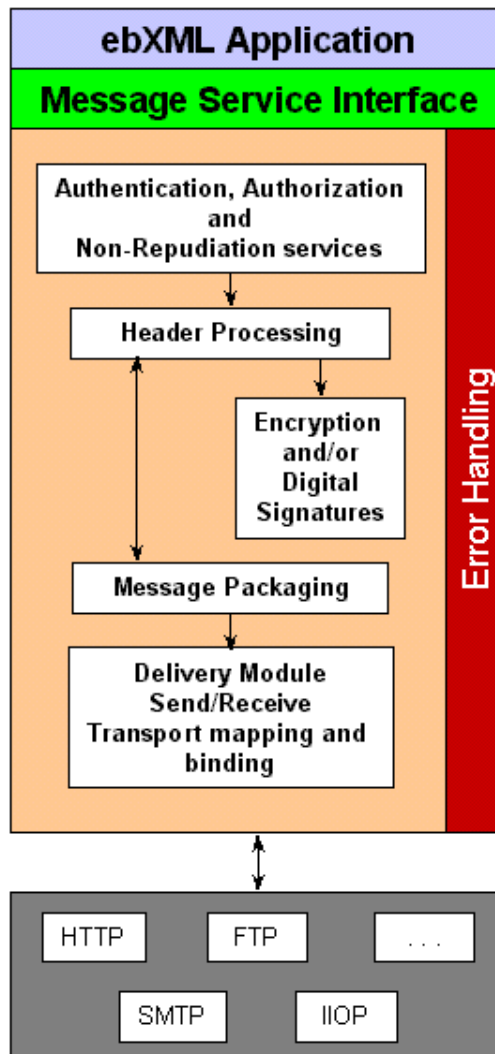 ebXML Application
Message Service Interface
Authentication, Authorization
and
Non-Repudiation services
Header Processing
Encryption
and/or
Digital
Signatures
Message Packaging
Delivery Module
Send/Receive
Transport mapping and
binding
Error Handling
HTTP
FTP
. . .
SMTP
IIOP